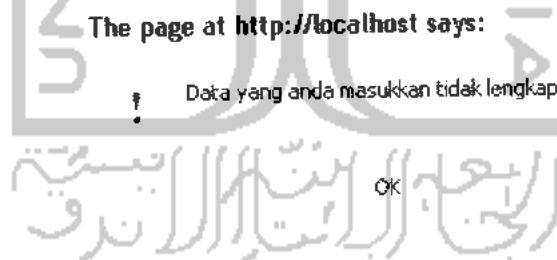 The page at http://localhost says:
! Data yang anda masukkan tidak lengkap
OK